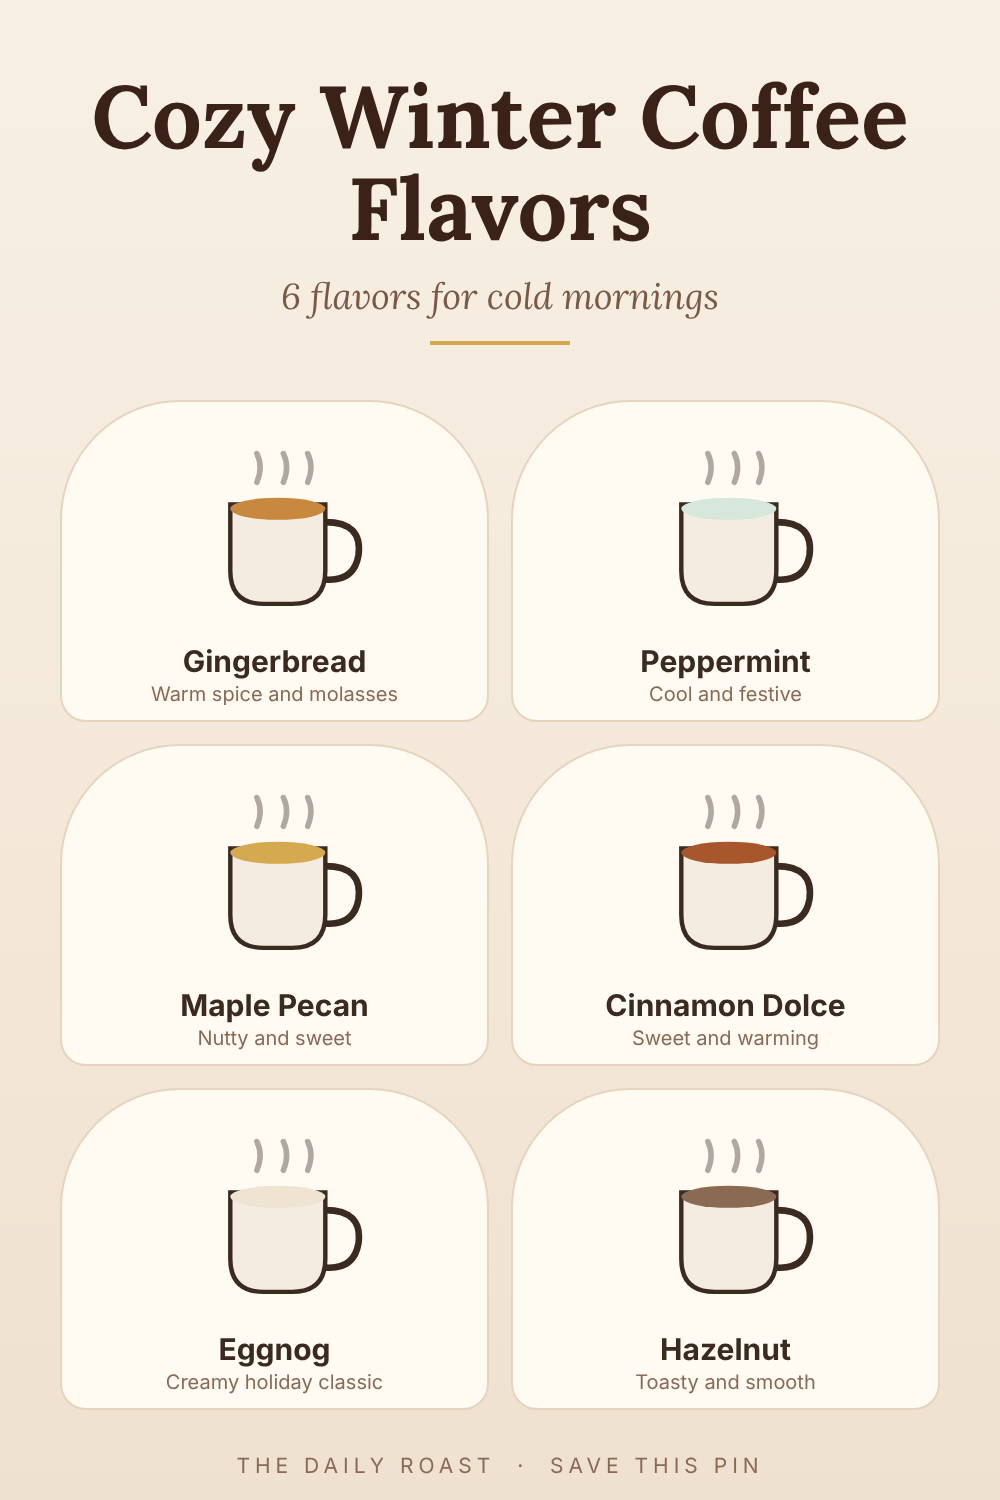 Cozy Winter Coffee
Flavors
6 flavors for cold mornings
Gingerbread
Warm spice and molasses
Peppermint
Cool and festive
Maple Pecan
Nutty and sweet
Cinnamon Dolce
Sweet and warming
Eggnog
Creamy holiday classic
Hazelnut
Toasty and smooth
THE DAILY ROAST · SAVE THIS PIN